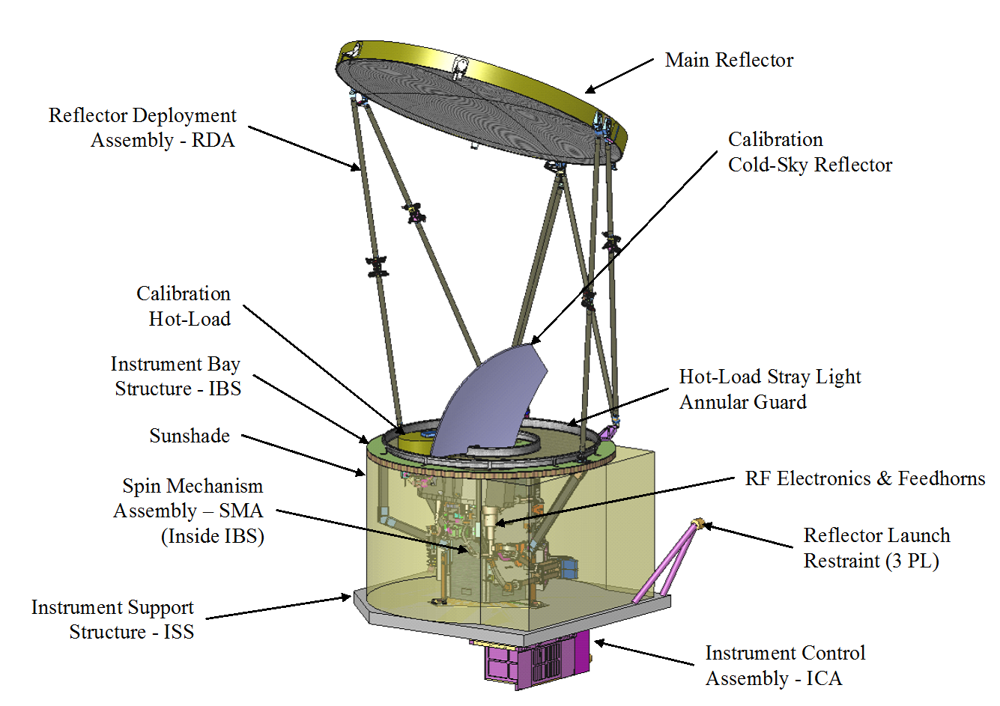 Main Reflector
Reflector Deployment
Assembly - RDA
Calibration
Cold-Sky Reflector
Calibration
Hot-Load
Instrument Bay
Structure - IBS
Hot-Load Stray Light
Annular Guard
Sunshade
RF Electronics & Feedhorns
Spin Mechanism
Assembly – SMA
(Inside IBS)
Reflector Launch
Restraint (3 PL)
Instrument Support
Structure - ISS
Instrument Control
Assembly - ICA